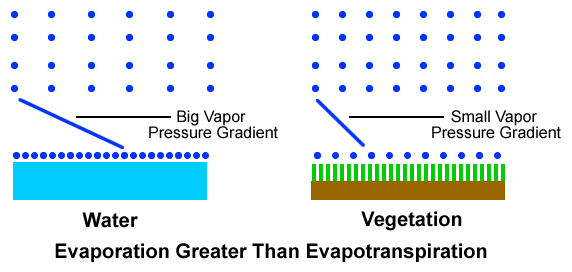 Big Vapor
Pressure Gradient
Small Vapor
Pressure Gradient
Water
Vegetation
Evaporation Greater Than Evapotranspiration